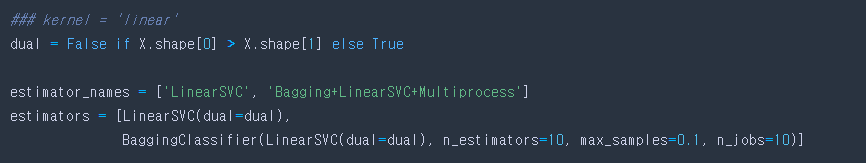 ### kernel = 'linear'
dual = False if X.shape[0] > X.shape[1] else True
estimator_names = ['LinearSVC', 'Bagging+LinearSVC+Multiprocess']
estimators = [LinearSVC(dual=dual),
BaggingClassifier(LinearSVC(dual=dual), n_estimators=10, max_samples=0.1, n_jobs=10)]